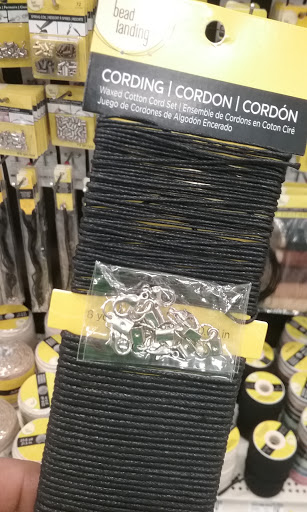 bead
landing
CORDING | CORDON | CORDÓN
Waxed Cotton Cord Set | Ensemble de Cordons en Coton Ciré
Juego de Cordones de Algodón Encerado